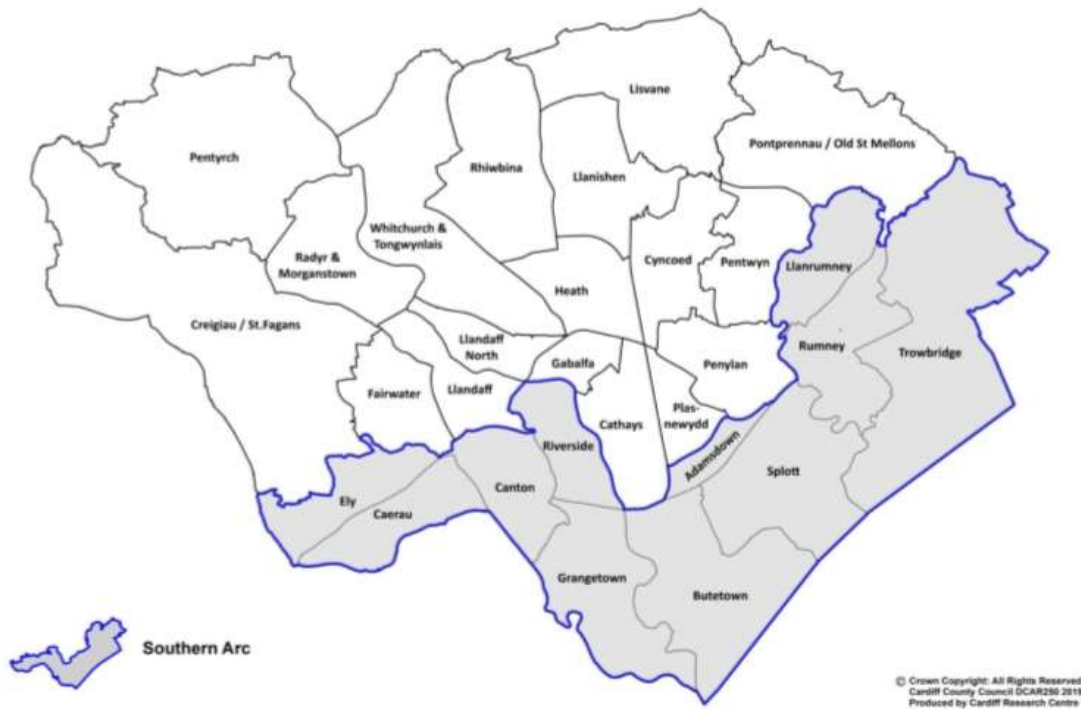 Lisvane
Pontprennau / Old St Mellons
Pentyrch
Rhiwbina
Llanishen
Whitchurch &
Tongwynlais
Radyr &
Morganstown
Cyncoed
Pentwyn
Llanrumney
Heath
Creigiau / St.Fagans
Llandaff
North
Rumney
Trowbridge
Gabalfa
Penylan
Fairwater
Llandaff
Cathays
Plas-
newydd
Riverside
Adamsdown
Splott
Canton
Ely
Caerau
Grangetown
Butetown
Southern Arc
© Crown Copyright: All Rights Reserved
Cardiff County Council DCAR250 2019
Produced by Cardiff Research Centre